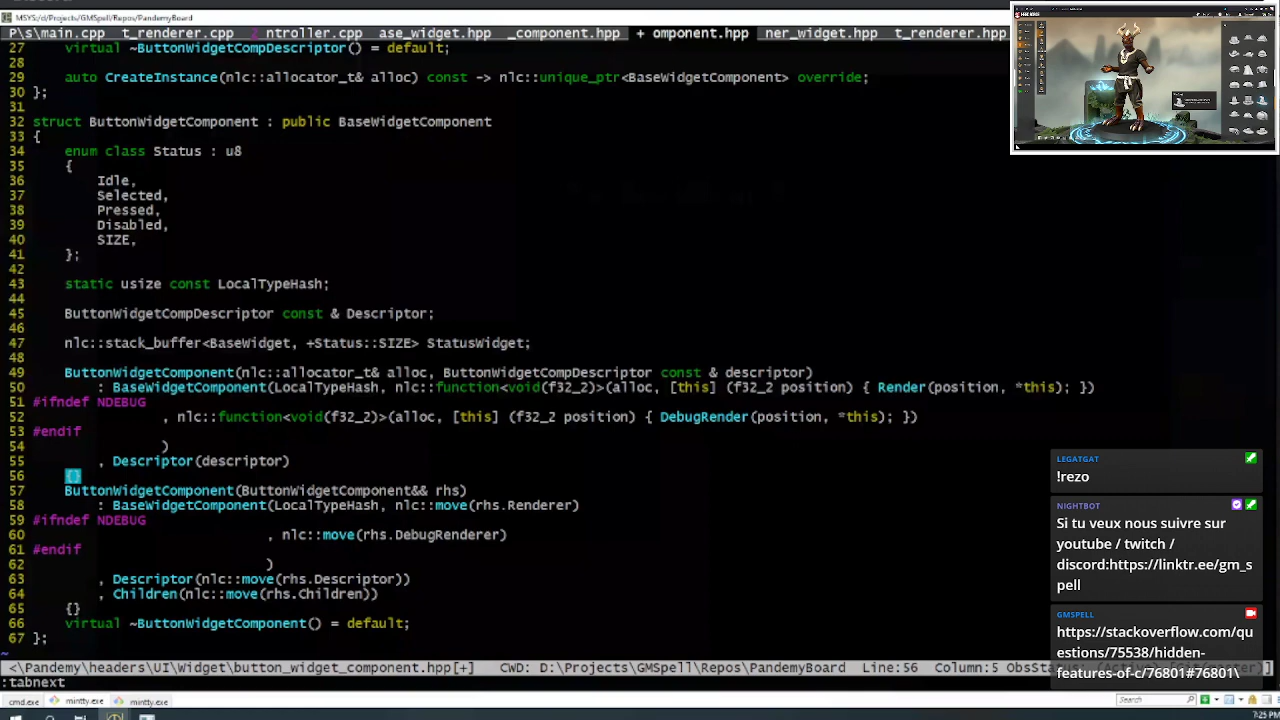 MSYS:/d/Projects/GMSpell/Repos/PandemyBoard
P\s\main.cpp t_renderer.cpp 2 ntroller.cpp ase_widget.hpp _component.hpp + omponent.hpp ner_widget.hpp t_renderer.hpp
27 virtual ~ButtonWidgetCompDescriptor() = default;
28
29 auto CreateInstance(nlc::allocator_t& alloc) const -> nlc::unique_ptr<BaseWidgetComponent> override;
30 };
31
32 struct ButtonWidgetComponent : public BaseWidgetComponent
33 {
34 enum class Status : u8
35 {
36 Idle,
37 Selected,
38 Pressed,
39 Disabled,
40 SIZE,
41 };
42
43 static usize const LocalTypeHash;
44
45 ButtonWidgetCompDescriptor const & Descriptor;
46
47 nlc::stack_buffer<BaseWidget, +Status::SIZE> StatusWidget;
48
49 ButtonWidgetComponent(nlc::allocator_t& alloc, ButtonWidgetCompDescriptor const & descriptor)
50 : BaseWidgetComponent(LocalTypeHash, nlc::function<void(f32_2)>(alloc, [this] (f32_2 position) { Render(position, *this); })
51 #ifndef NDEBUG
52 , nlc::function<void(f32_2)>(alloc, [this] (f32_2 position) { DebugRender(position, *this); })
53 #endif
54 )
55 , Descriptor(descriptor)
56 {}
57 ButtonWidgetComponent(ButtonWidgetComponent&& rhs)
58 : BaseWidgetComponent(LocalTypeHash, nlc::move(rhs.Renderer)
59 #ifndef NDEBUG
60 , nlc::move(rhs.DebugRenderer)
61 #endif
62 )
63 , Descriptor(nlc::move(rhs.Descriptor))
64 , Children(nlc::move(rhs.Children))
65 {}
66 virtual ~ButtonWidgetComponent() = default;
67 };
~
<\Pandemy\headers\UI\Widget\button_widget_component.hpp[+] CWD: D:\Projects\GMSpell\Repos\PandemyBoard Line:56 Column:5 ObsStatus:
:tabnext
LEGATGAT
!rezo
NIGHTBOT
Si tu veux nous suivre sur
youtube / twitch /
discord:https://linktr.ee/gm_s
pell
GMSPELL
https://stackoverflow.com/qu
estions/75538/hidden-
features-of-c/76801#76801\
cmd.exe mintty.exe mintty.exe Search
7:25 PM